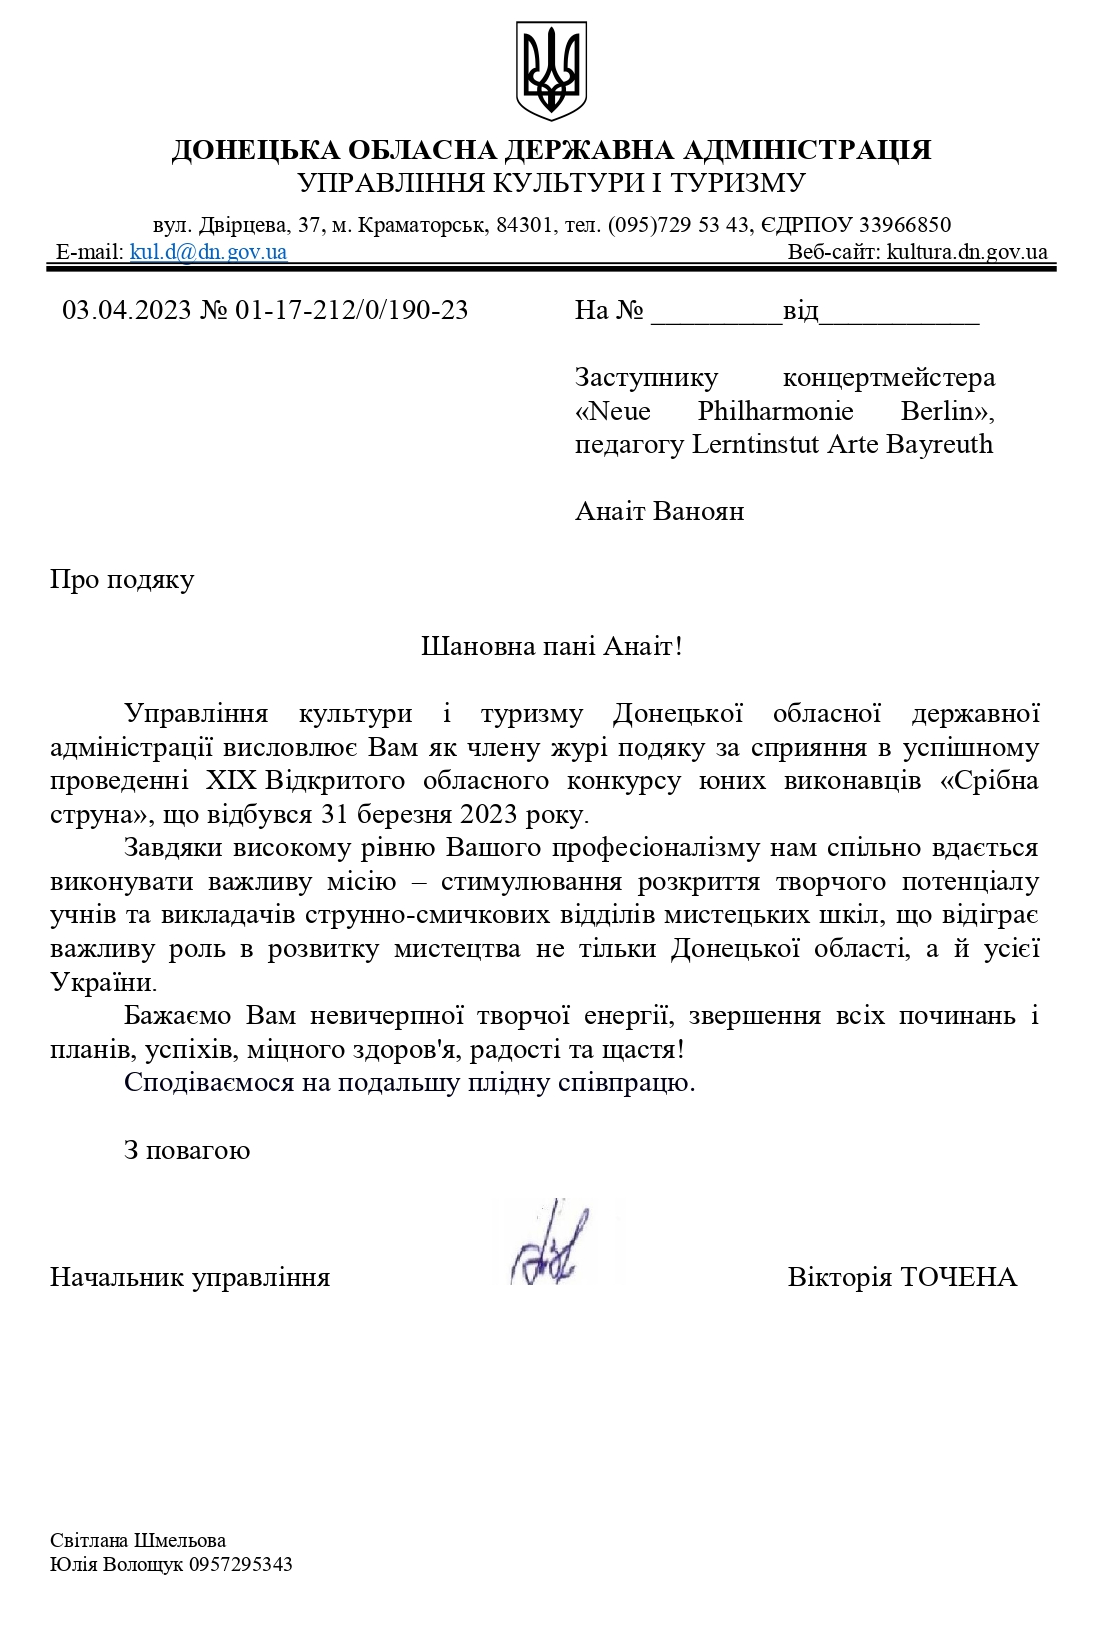 ДОНЕЦЬКА ОБЛАСНА ДЕРЖАВНА АДМІНІСТРАЦІЯ
УПРАВЛІННЯ КУЛЬТУРИ І ТУРИЗМУ
вул. Двірцева, 37, м. Краматорськ, 84301, тел. (095)729 53 43, ЄДРПОУ 33966850
E-mail: kul.d@dn.gov.ua Веб-сайт: kultura.dn.gov.ua
03.04.2023 № 01-17-212/0/190-23 На № _________від___________
Заступнику концертмейстера
«Neue Philharmonie Berlin»,
педагогу Lerntinstut Arte Bayreuth
Анаіт Ваноян
Про подяку
Шановна пані Анаіт!
Управління культури і туризму Донецької обласної державної
адміністрації висловлює Вам як члену журі подяку за сприяння в успішному
проведенні XIX Відкритого обласного конкурсу юних виконавців «Срібна
струна», що відбувся 31 березня 2023 року.
Завдяки високому рівню Вашого професіоналізму нам спільно вдається
виконувати важливу місію – стимулювання розкриття творчого потенціалу
учнів та викладачів струнно-смичкових відділів мистецьких шкіл, що відіграє
важливу роль в розвитку мистецтва не тільки Донецької області, а й усієї
України.
Бажаємо Вам невичерпної творчої енергії, звершення всіх починань і
планів, успіхів, міцного здоров'я, радості та щастя!
Сподіваємося на подальшу плідну співпрацю.
З повагою
Начальник управління Вікторія ТОЧЕНА
Світлана Шмельова
Юлія Волощук 0957295343